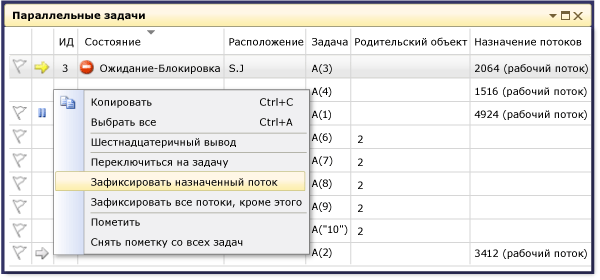 Параллельные задачи
ИД Состояние Расположение Задача Родительский объект Назначение потоков
3 Ожидание-Блокировка S.J A(3) 2064 (рабочий поток)
A(4) 1516 (рабочий поток)
Копировать Ctrl+C A(1) 4924 (рабочий поток)
Выбрать все Ctrl+A
Шестнадцатеричный вывод A(6) 2
Переключиться на задачу A(7) 2
Зафиксировать назначенный поток A(8) 2
Зафиксировать все потоки, кроме этого A(9) 2
Пометить A("10") 2
Снять пометку со всех задач A(2) 3412 (рабочий поток)